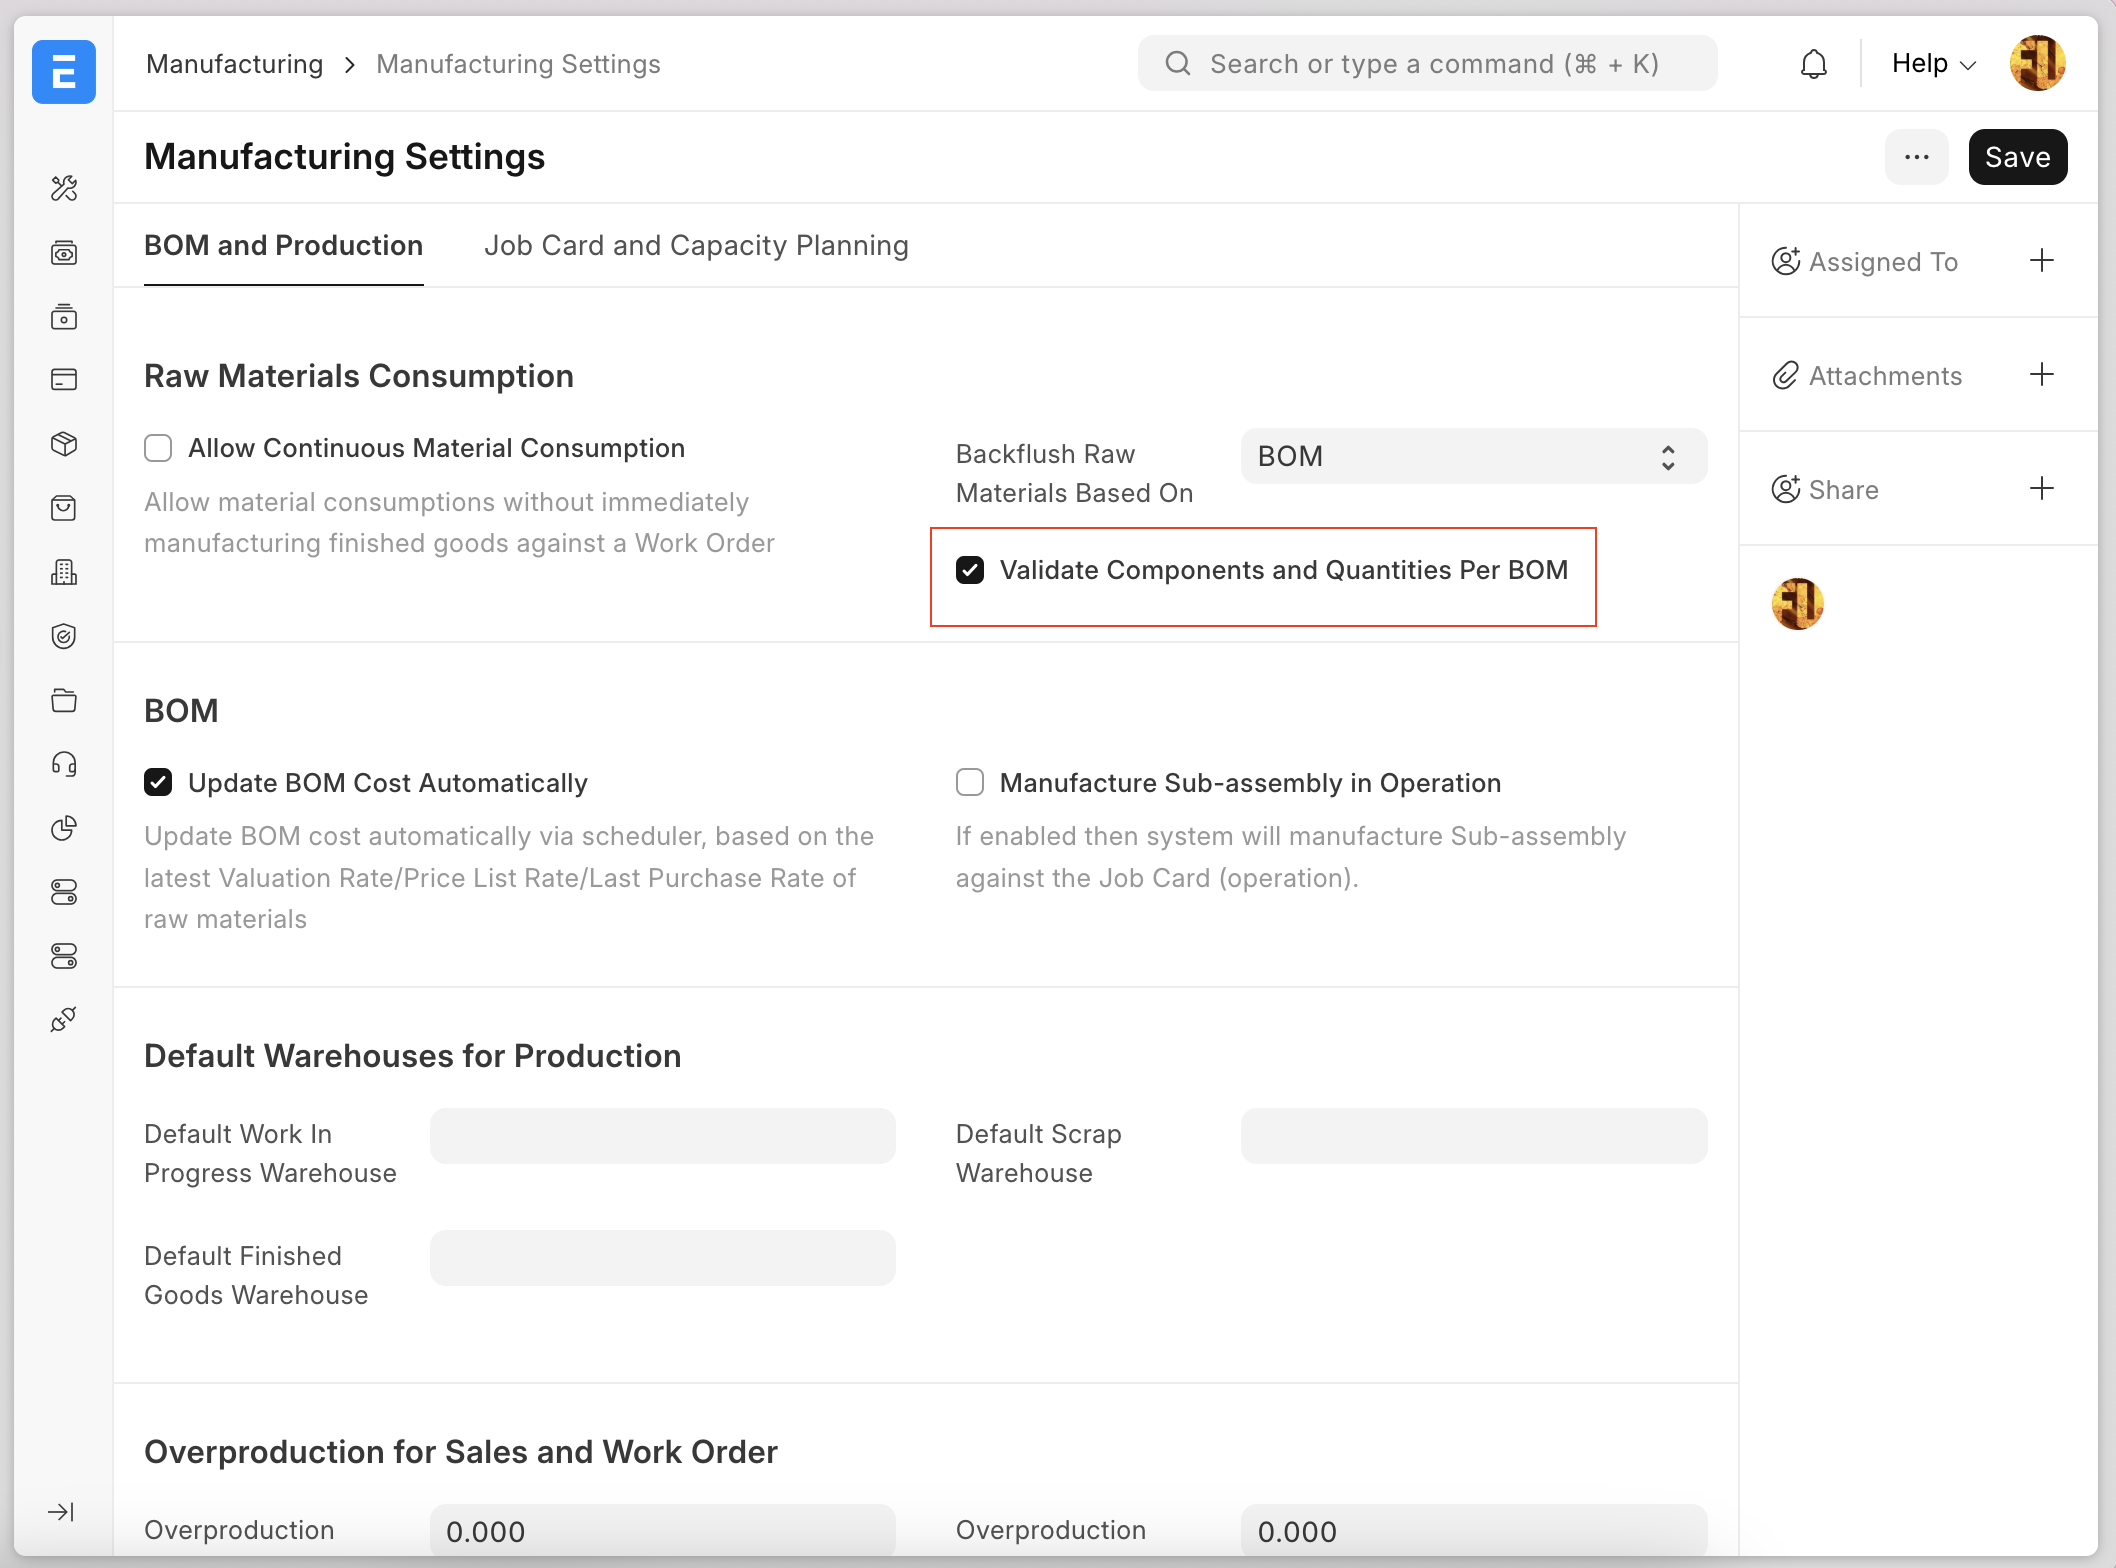 Manufacturing > Manufacturing Settings
Search or type a command (⌘ + K)
Help
Manufacturing Settings
...
Save
BOM and Production
Job Card and Capacity Planning
Assigned To
Attachments
Share
Raw Materials Consumption
Allow Continuous Material Consumption
Allow material consumptions without immediately
manufacturing finished goods against a Work Order
Backflush Raw
Materials Based On
BOM
Validate Components and Quantities Per BOM
BOM
Update BOM Cost Automatically
Update BOM cost automatically via scheduler, based on the
latest Valuation Rate/Price List Rate/Last Purchase Rate of
raw materials
Manufacture Sub-assembly in Operation
If enabled then system will manufacture Sub-assembly
against the Job Card (operation).
Default Warehouses for Production
Default Work In
Progress Warehouse
Default Scrap
Warehouse
Default Finished
Goods Warehouse
Overproduction for Sales and Work Order
Overproduction
0.000
Overproduction
0.000